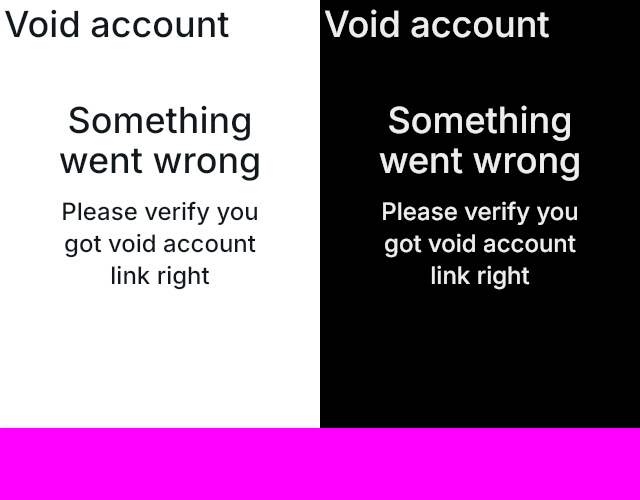 Void account
Something
went wrong
Please verify you
got void account
link right
Void account
Something
went wrong
Please verify you
got void account
link right